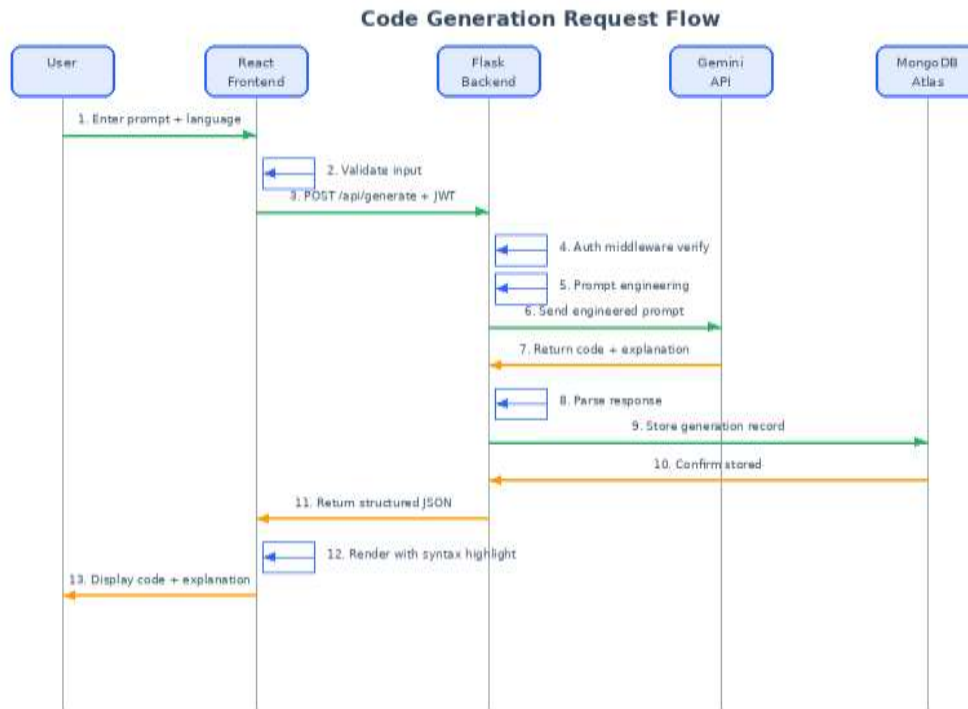 Code Generation Request Flow
User
React
Frontend
Flask
Backend
Gemini
API
MongoDB
Atlas
1. Enter prompt + language
2. Validate input
3. POST /api/generate + JWT
4. Auth middleware verify
5. Prompt engineering
6. Send engineered prompt
7. Return code + explanation
8. Parse response
9. Store generation record
10. Confirm stored
11. Return structured JSON
12. Render with syntax highlight
13. Display code + explanation